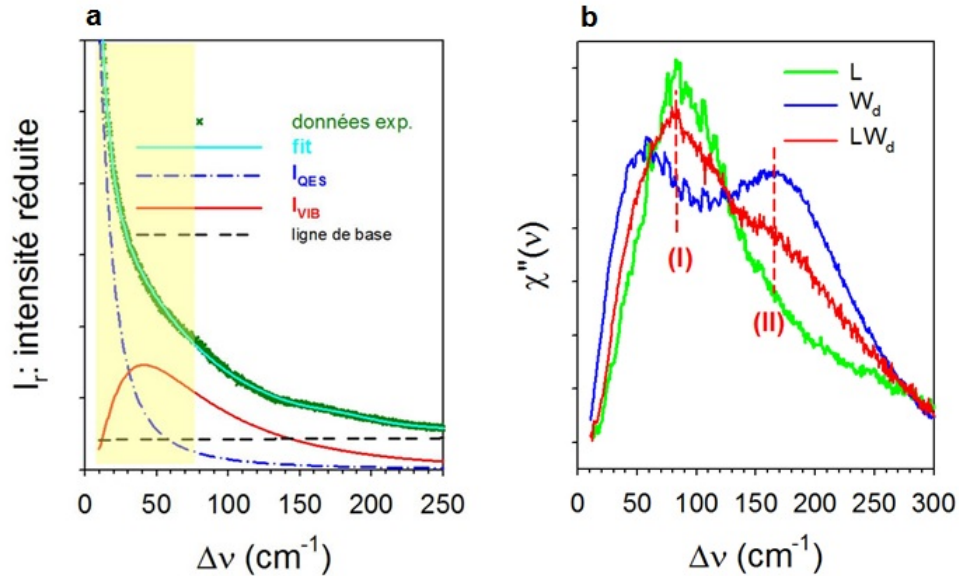 a
I_r: intensité réduite
données exp.
fit
I_QES
I_VIB
ligne de base
0 50 100 150 200 250
Δν (cm⁻¹)
b
χ"(ν)
L
W_d
LW_d
(I)
(II)
0 50 100 150 200 250 300
Δν (cm⁻¹)